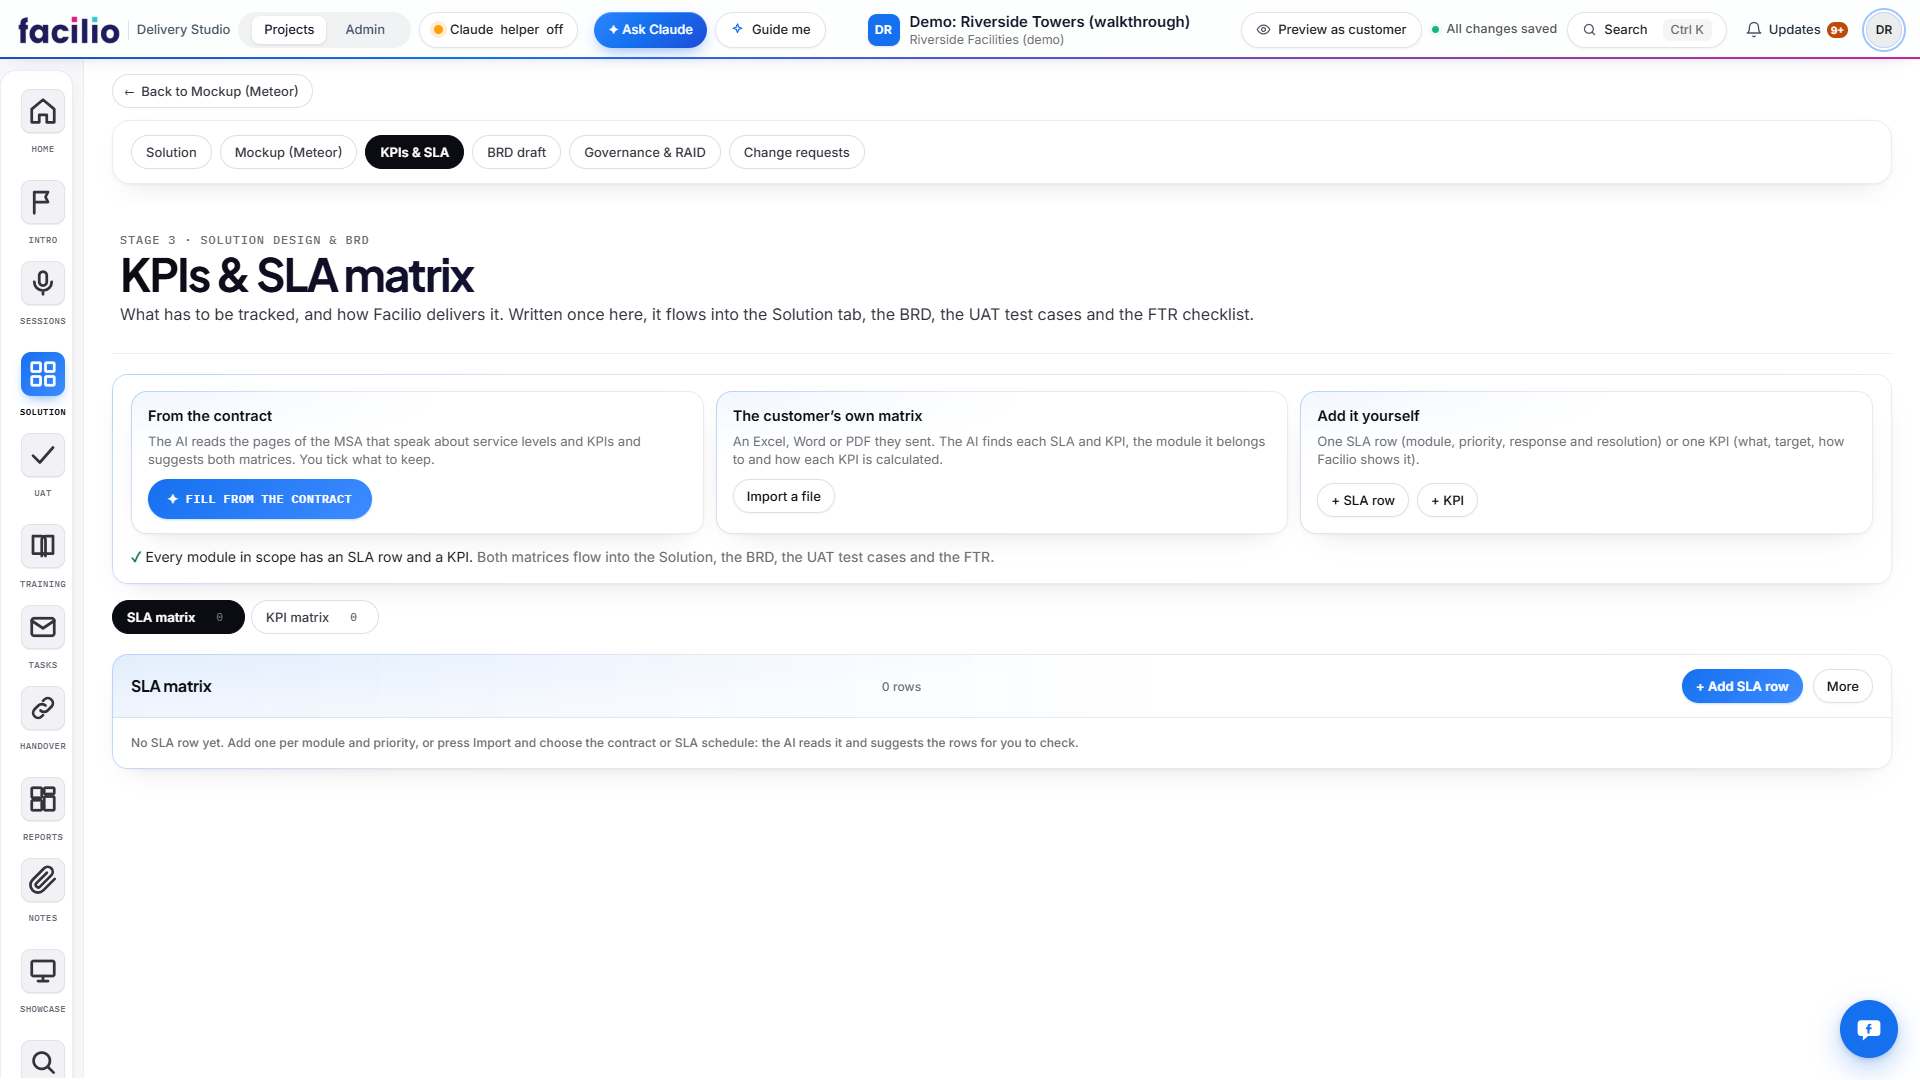 facilio
Delivery Studio
Projects
Admin
Claude helper off
✦ Ask Claude
Guide me
DR
Demo: Riverside Towers (walkthrough)
Riverside Facilities (demo)
Preview as customer
All changes saved
Search
Ctrl K
Updates
9+
DR
HOME
INTRO
SESSIONS
SOLUTION
UAT
TRAINING
TASKS
HANDOVER
REPORTS
NOTES
SHOWCASE
← Back to Mockup (Meteor)
Solution
Mockup (Meteor)
KPIs & SLA
BRD draft
Governance & RAID
Change requests
STAGE 3 · SOLUTION DESIGN & BRD
KPIs & SLA matrix
What has to be tracked, and how Facilio delivers it. Written once here, it flows into the Solution tab, the BRD, the UAT test cases and the FTR checklist.
From the contract
The AI reads the pages of the MSA that speak about service levels and KPIs and
suggests both matrices. You tick what to keep.
✦ FILL FROM THE CONTRACT
The customer’s own matrix
An Excel, Word or PDF they sent. The AI finds each SLA and KPI, the module it belongs
to and how each KPI is calculated.
Import a file
Add it yourself
One SLA row (module, priority, response and resolution) or one KPI (what, target, how
Facilio shows it).
+ SLA row
+ KPI
✓ Every module in scope has an SLA row and a KPI. Both matrices flow into the Solution, the BRD, the UAT test cases and the FTR.
SLA matrix 0
KPI matrix 0
SLA matrix
0 rows
+ Add SLA row
More
No SLA row yet. Add one per module and priority, or press Import and choose the contract or SLA schedule: the AI reads it and suggests the rows for you to check.